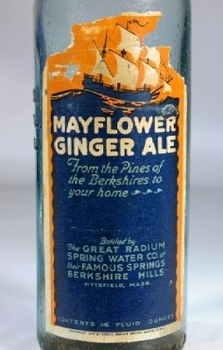 MAYFLOWER
GINGER ALE
From the Pines of
the Berkshires to
your home
Bottled by
The GREAT RADIUM
SPRING WATER CO. at
their FAMOUS SPRINGS
BERKSHIRE HILLS
PITTSFIELD, MASS.
CONTENTS 16 FLUID OUNCES